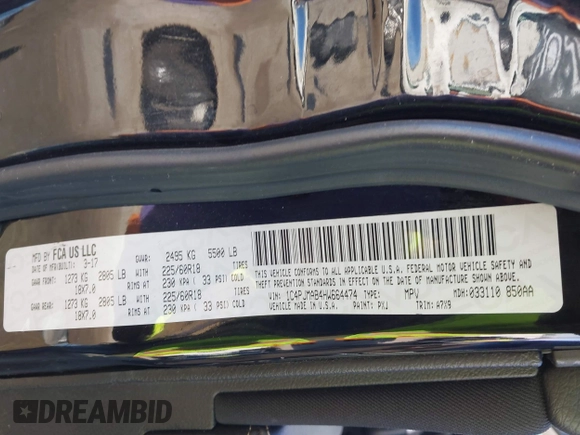 MFD BY FCA US LLC
DATE OF MFR(BUILT): 3-17
GVWR: 2495 KG 5500 LB
GAWR FRONT: 1273 KG 2805 LB WITH 225/60R18 TIRES
18X7.0 RIMS AT 230 KPA ( 33 PSI) COLD
GAWR REAR: 1273 KG 2805 LB WITH 225/60R18 TIRES
18X7.0 RIMS AT 230 KPA ( 33 PSI) COLD
THIS VEHICLE CONFORMS TO ALL APPLICABLE U.S.A. FEDERAL MOTOR VEHICLE SAFETY
AND THEFT PREVENTION STANDARDS IN EFFECT ON THE DATE OF MANUFACTURE SHOWN ABOVE.
VIN: 1C4PJMAB4HW664474 TYPE: MPV MDH: 033110 850AA
VEHICLE MADE IN U.S.A. PAINT: PXJ TRIM: A7X9
DREAMBID